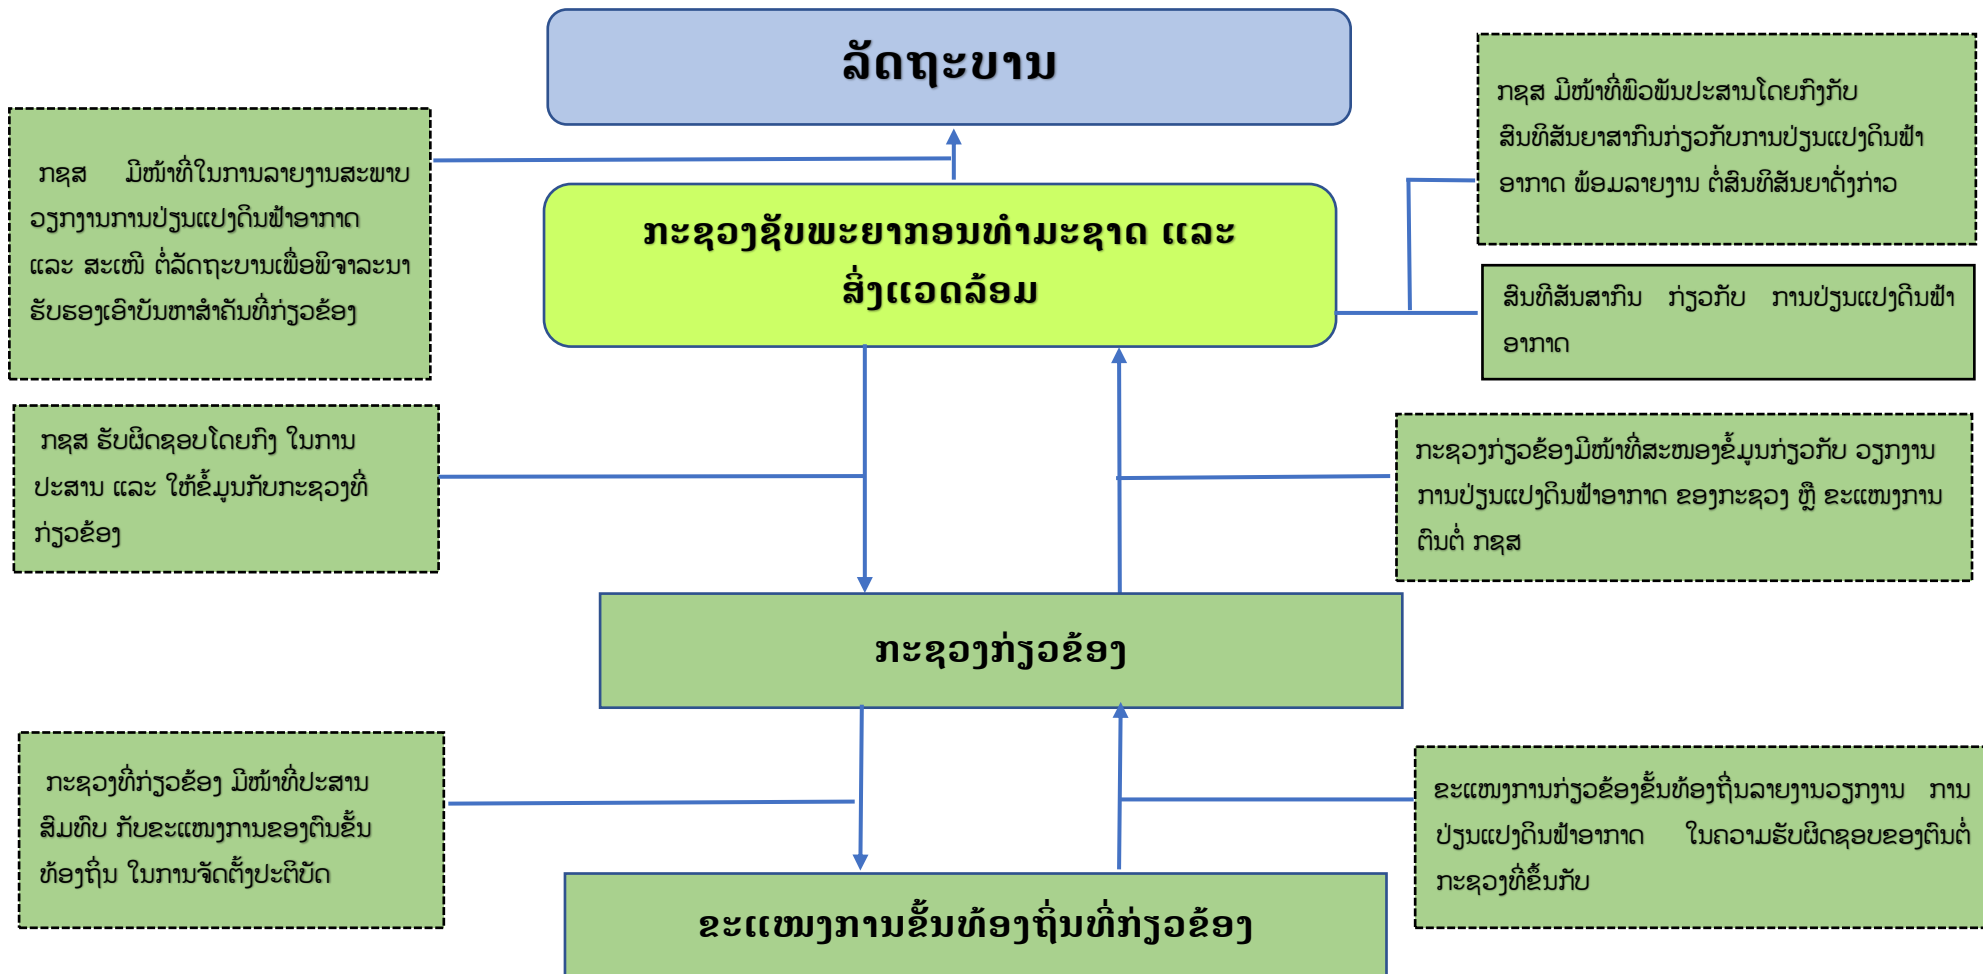 ລັດຖະບານ
ກຊສ ມີໜ້າທີ່ພົວພັນປະສານໂດຍກົງກັບ
ສົນທິສັນຍາສາກົນກ່ຽວກັບການປ່ຽນແປງດິນຟ້າ
ອາກາດ ພ້ອມລາຍງານ ຕໍ່ສົນທິສັນຍາດັ່ງກ່າວ
ກຊສ ມີໜ້າທີ່ໃນການລາຍງານສະພາບ
ວຽກງານການປ່ຽນແປງດິນຟ້າອາກາດ
ແລະ ສະເໜີ ຕໍ່ລັດຖະບານເພື່ອພິຈາລະນາ
ຮັບຮອງເອົາບັນຫາສຳຄັນທີ່ກ່ຽວຂ້ອງ
ກະຊວງຊັບພະຍາກອນທຳມະຊາດ ແລະ
ສິ່ງແວດລ້ອມ
ສົນທິສັນສາກົນ ກ່ຽວກັບ ການປ່ຽນແປງດີນຟ້າ
ອາກາດ
ກຊສ ຮັບຜິດຊອບໂດຍກົງ ໃນການ
ປະສານ ແລະ ໃຫ້ຂໍ້ມູນກັບກະຊວງທີ່
ກ່ຽວຂ້ອງ
ກະຊວງກ່ຽວຂ້ອງມີໜ້າທີ່ສະໜອງຂໍ້ມູນກ່ຽວກັບ ວຽກງານ
ການປ່ຽນແປງດິນຟ້າອາກາດ ຂອງກະຊວງ ຫຼື ຂະແໜງການ
ຕົນຕໍ່ ກຊສ
ກະຊວງກ່ຽວຂ້ອງ
ກະຊວງທີ່ກ່ຽວຂ້ອງ ມີໜ້າທີ່ປະສານ
ສົມທົບ ກັບຂະແໜງການຂອງຕົນຂັ້ນ
ທ້ອງຖິ່ນ ໃນການຈັດຕັ້ງປະຕິບັດ
ຂະແໜງການກ່ຽວຂ້ອງຂັ້ນທ້ອງຖິ່ນລາຍງານວຽກງານ ການ
ປ່ຽນແປງດິນຟ້າອາກາດ ໃນຄວາມຮັບຜິດຊອບຂອງຕົນຕໍ່
ກະຊວງທີ່ຂຶ້ນກັບ
ຂະແໜງການຂັ້ນທ້ອງຖິ່ນທີ່ກ່ຽວຂ້ອງ